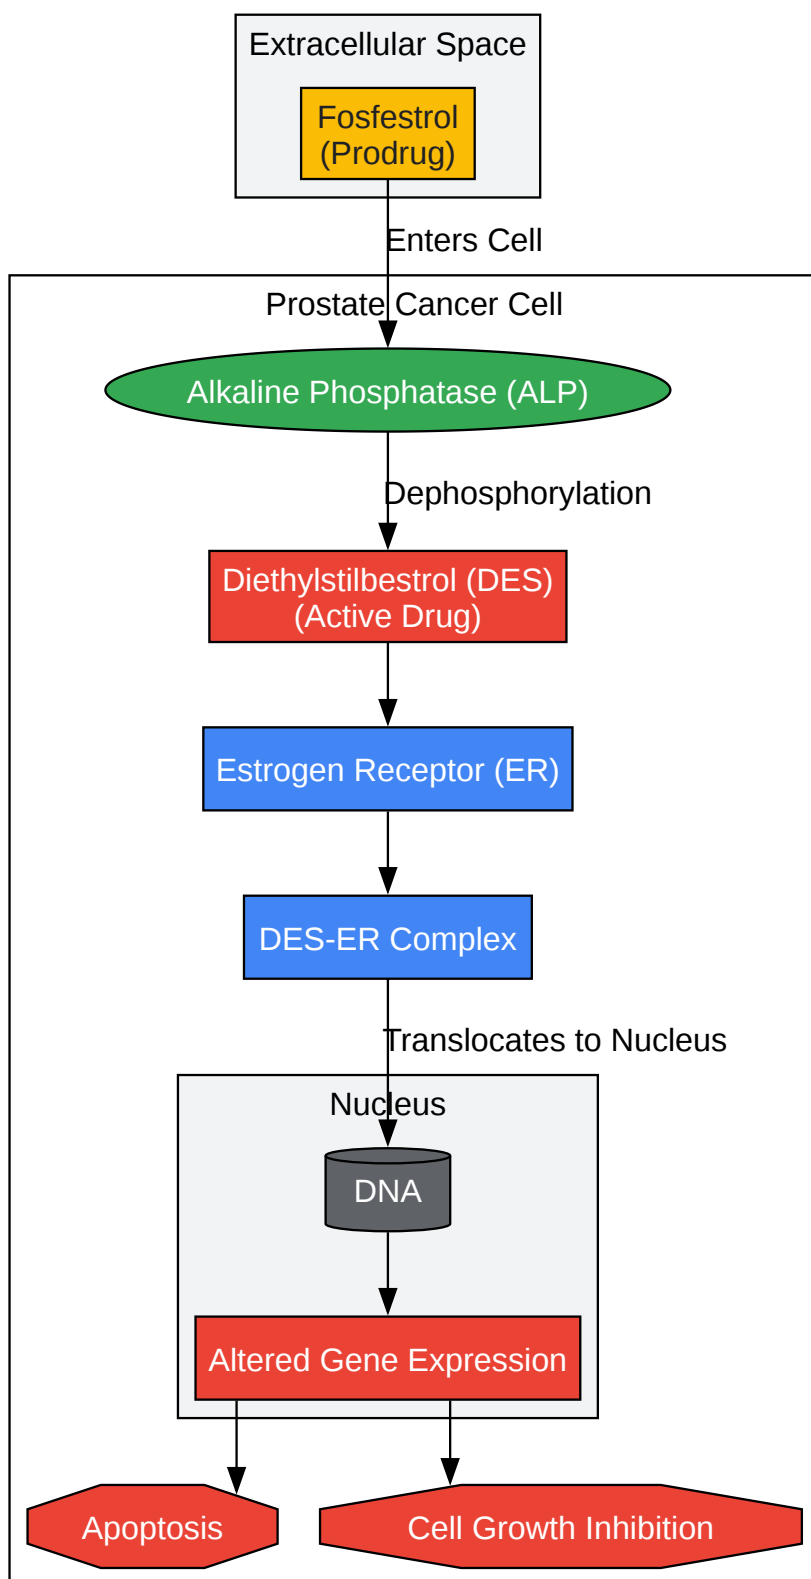 Extracellular Space
Fosfestrol
(Prodrug)
Enters Cell
Prostate Cancer Cell
Alkaline Phosphatase (ALP)
Dephosphorylation
Diethylstilbestrol (DES)
(Active Drug)
Estrogen Receptor (ER)
DES-ER Complex
Translocates to Nucleus
Nucleus
DNA
Altered Gene Expression
Apoptosis
Cell Growth Inhibition